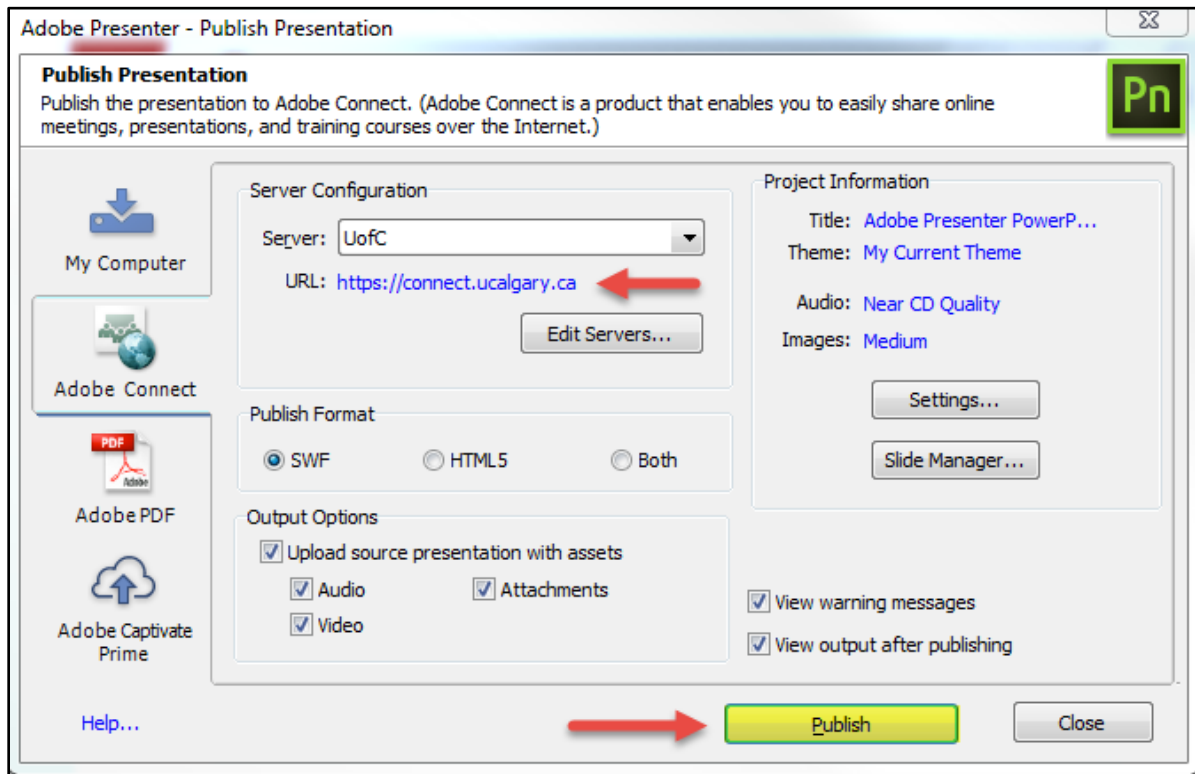 Adobe Presenter - Publish Presentation
Publish Presentation
Publish the presentation to Adobe Connect. (Adobe Connect is a product that enables you to easily share online
meetings, presentations, and training courses over the Internet.)
Pn
My Computer
Adobe Connect
PDF
Adobe
Adobe PDF
Adobe Captivate
Prime
Help...
Server Configuration
Server: UofC
URL: https://connect.ucalgary.ca
Edit Servers...
Publish Format
SWF HTML5 Both
Output Options
Upload source presentation with assets
Audio Attachments
Video
Project Information
Title: Adobe Presenter PowerP...
Theme: My Current Theme
Audio: Near CD Quality
Images: Medium
Settings...
Slide Manager...
View warning messages
View output after publishing
Publish Close